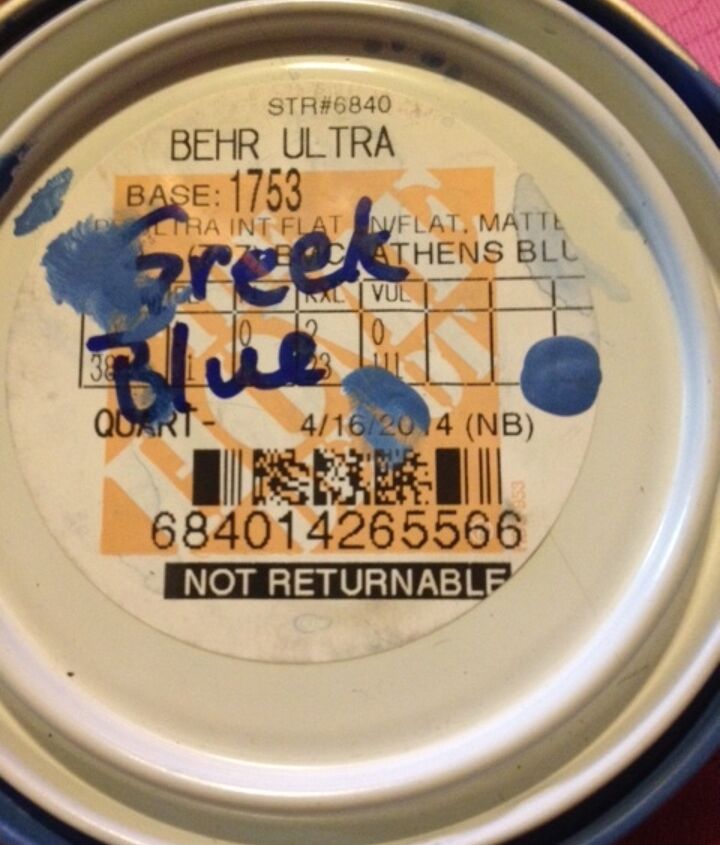 STR#6840
BEHR ULTRA
BASE: 1753
ULTRA INT FLAT N/FLAT, MATTE
ATHENS BLU
Greek
KXL VUL
0 2 0
Blue
QUART- 4/16/20 4 (NB)
684014265566
NOT RETURNABLE